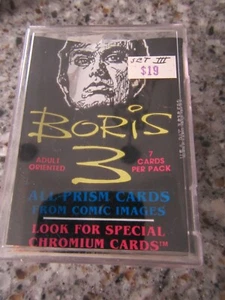 SET III
$19
BORIS
3
ADULT
ORIENTED
7
CARDS
PER PACK
ALL PRISM CARDS
FROM COMIC IMAGES
LOOK FOR SPECIAL
CHROMIUM CARDS™